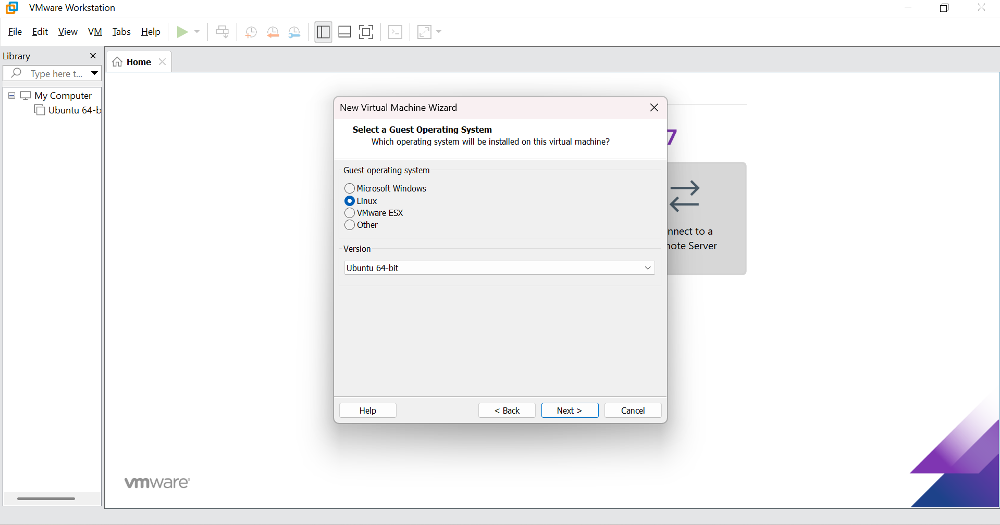 VMware Workstation
File Edit View VM Tabs Help
Library
Type here t...
Home
My Computer
Ubuntu 64-b
New Virtual Machine Wizard
Select a Guest Operating System
Which operating system will be installed on this virtual machine?
7
Guest operating system
Microsoft Windows
Linux
VMware ESX
Other
nnect to a
note Server
Version
Ubuntu 64-bit
Help
< Back
Next >
Cancel
vmware®